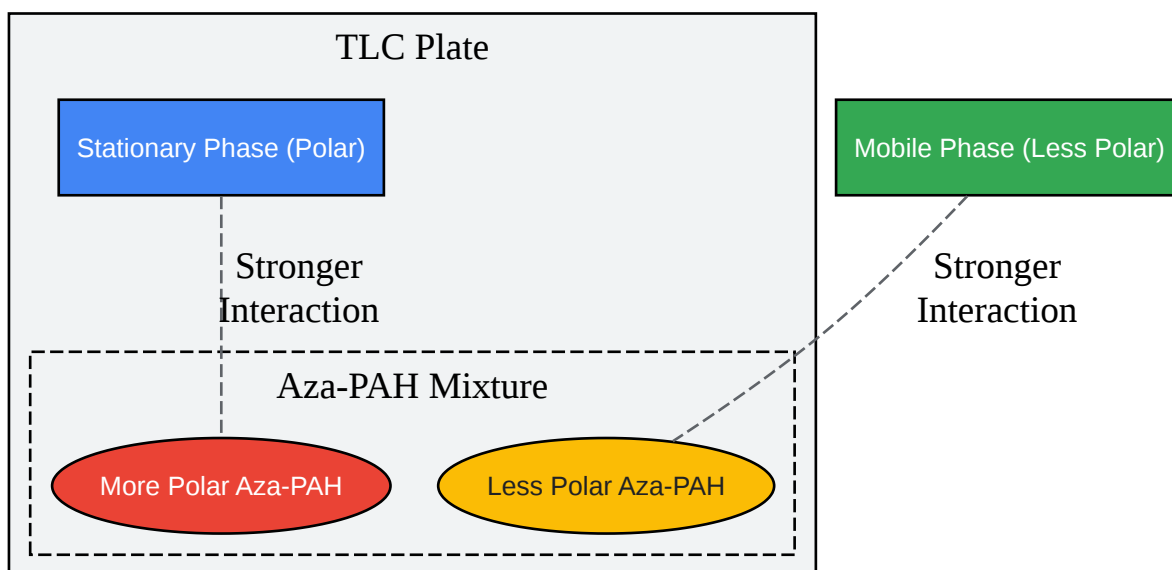 TLC Plate
Stationary Phase (Polar)
Mobile Phase (Less Polar)
Stronger
Interaction
Stronger
Interaction
Aza-PAH Mixture
More Polar Aza-PAH
Less Polar Aza-PAH